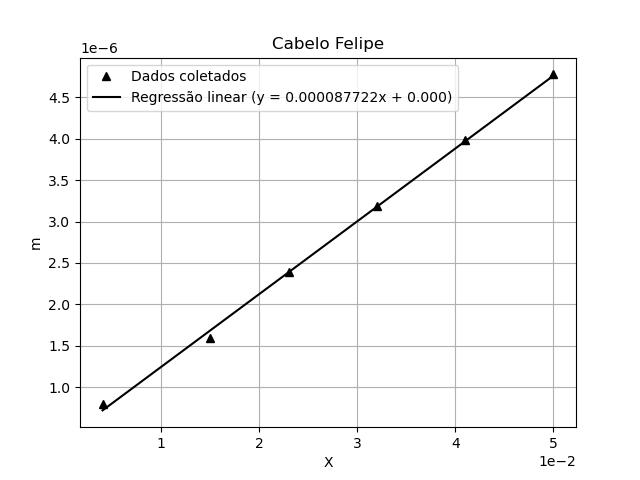 Cabelo Felipe
1e−6
Dados coletados
Regressão linear (y = 0.000087722x + 0.000)
4.5
4.0
3.5
3.0
2.5
2.0
1.5
1.0
m
1 2 3 4 5
1e−2
X